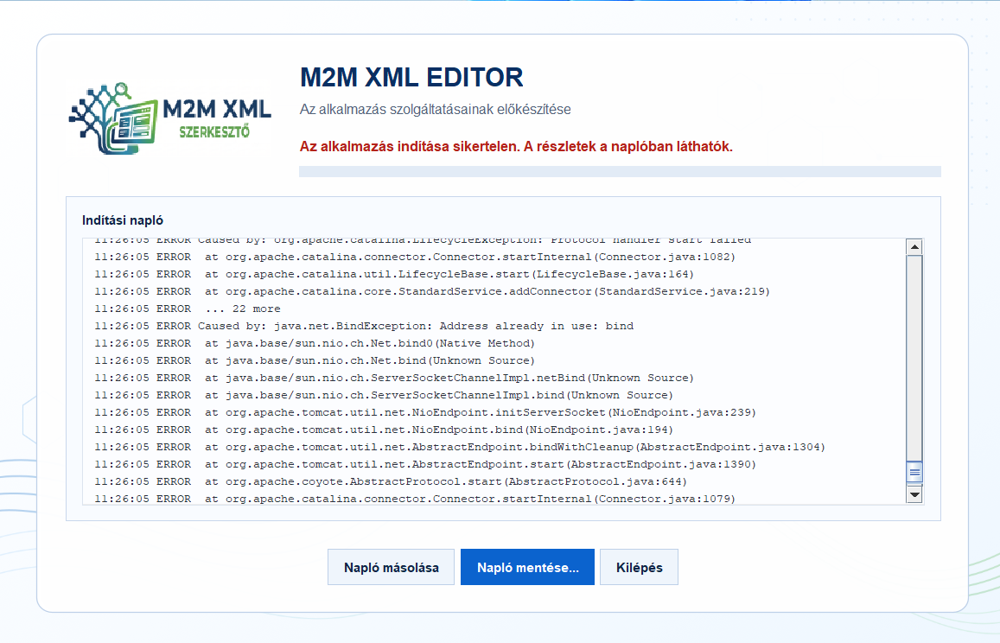 M2M XML EDITOR
M2M XML
SZERKESZTŐ
Az alkalmazás szolgáltatásainak előkészítése
Az alkalmazás indítása sikertelen. A részletek a naplóban láthatók.
Indítási napló
11:26:05 ERROR Caused by: org.apache.catalina.LifecycleException: Protocol handler start failed
11:26:05 ERROR  at org.apache.catalina.connector.Connector.startInternal(Connector.java:1082)
11:26:05 ERROR  at org.apache.catalina.util.LifecycleBase.start(LifecycleBase.java:164)
11:26:05 ERROR  at org.apache.catalina.core.StandardService.addConnector(StandardService.java:219)
11:26:05 ERROR  ... 22 more
11:26:05 ERROR Caused by: java.net.BindException: Address already in use: bind
11:26:05 ERROR  at java.base/sun.nio.ch.Net.bind0(Native Method)
11:26:05 ERROR  at java.base/sun.nio.ch.Net.bind(Unknown Source)
11:26:05 ERROR  at java.base/sun.nio.ch.ServerSocketChannelImpl.netBind(Unknown Source)
11:26:05 ERROR  at java.base/sun.nio.ch.ServerSocketChannelImpl.bind(Unknown Source)
11:26:05 ERROR  at org.apache.tomcat.util.net.NioEndpoint.initServerSocket(NioEndpoint.java:239)
11:26:05 ERROR  at org.apache.tomcat.util.net.NioEndpoint.bind(NioEndpoint.java:194)
11:26:05 ERROR  at org.apache.tomcat.util.net.AbstractEndpoint.bindWithCleanup(AbstractEndpoint.java:1304)
11:26:05 ERROR  at org.apache.tomcat.util.net.AbstractEndpoint.start(AbstractEndpoint.java:1390)
11:26:05 ERROR  at org.apache.coyote.AbstractProtocol.start(AbstractProtocol.java:644)
11:26:05 ERROR  at org.apache.catalina.connector.Connector.startInternal(Connector.java:1079)
Napló másolása
Napló mentése...
Kilépés